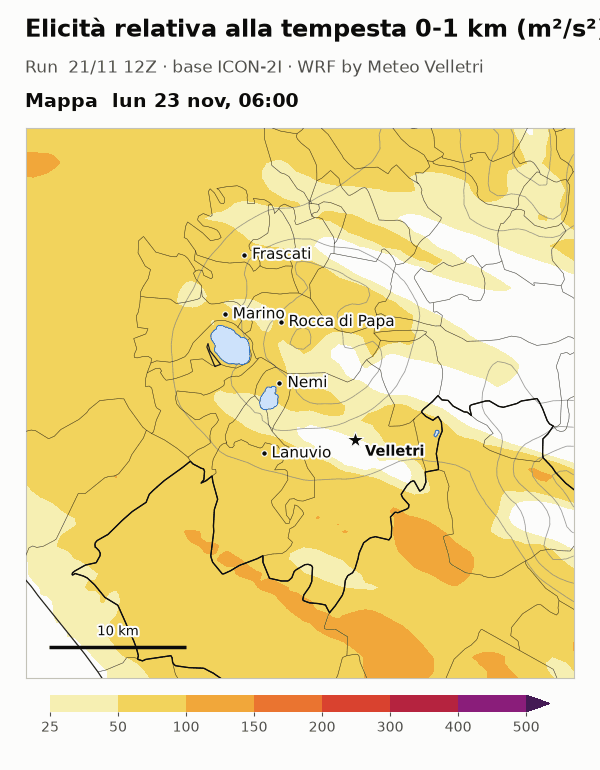 Elicità relativa alla tempesta 0-1 km (m²/s²)
Run 21/11 12Z · base ICON-2I · WRF by Meteo Velletri
Mappa lun 23 nov, 06:00
Frascati
Marino
Rocca di Papa
Nemi
Velletri
Lanuvio
10 km
25 50 100 150 200 300 400 500